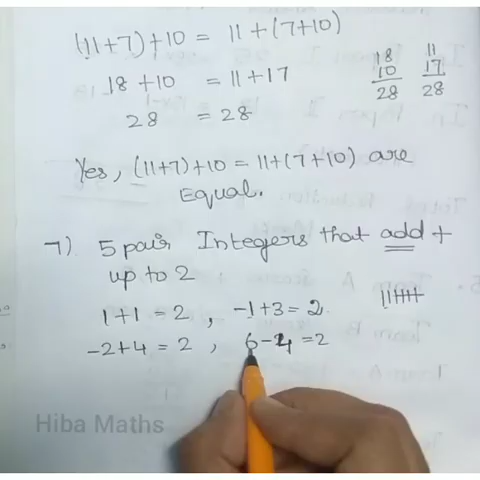 (11+7)+10 = 11+(7+10)
18+10 = 11+17
28 = 28
18
10
28
11
17
28
Yes, (11+7)+10 = 11+(7+10) are
Equal.
7) 5 pair Integers that add +
up to 2
1+1 = 2 , -1+3 = 2.
-2+4 = 2 , 6-4 = 2
Hiba Maths